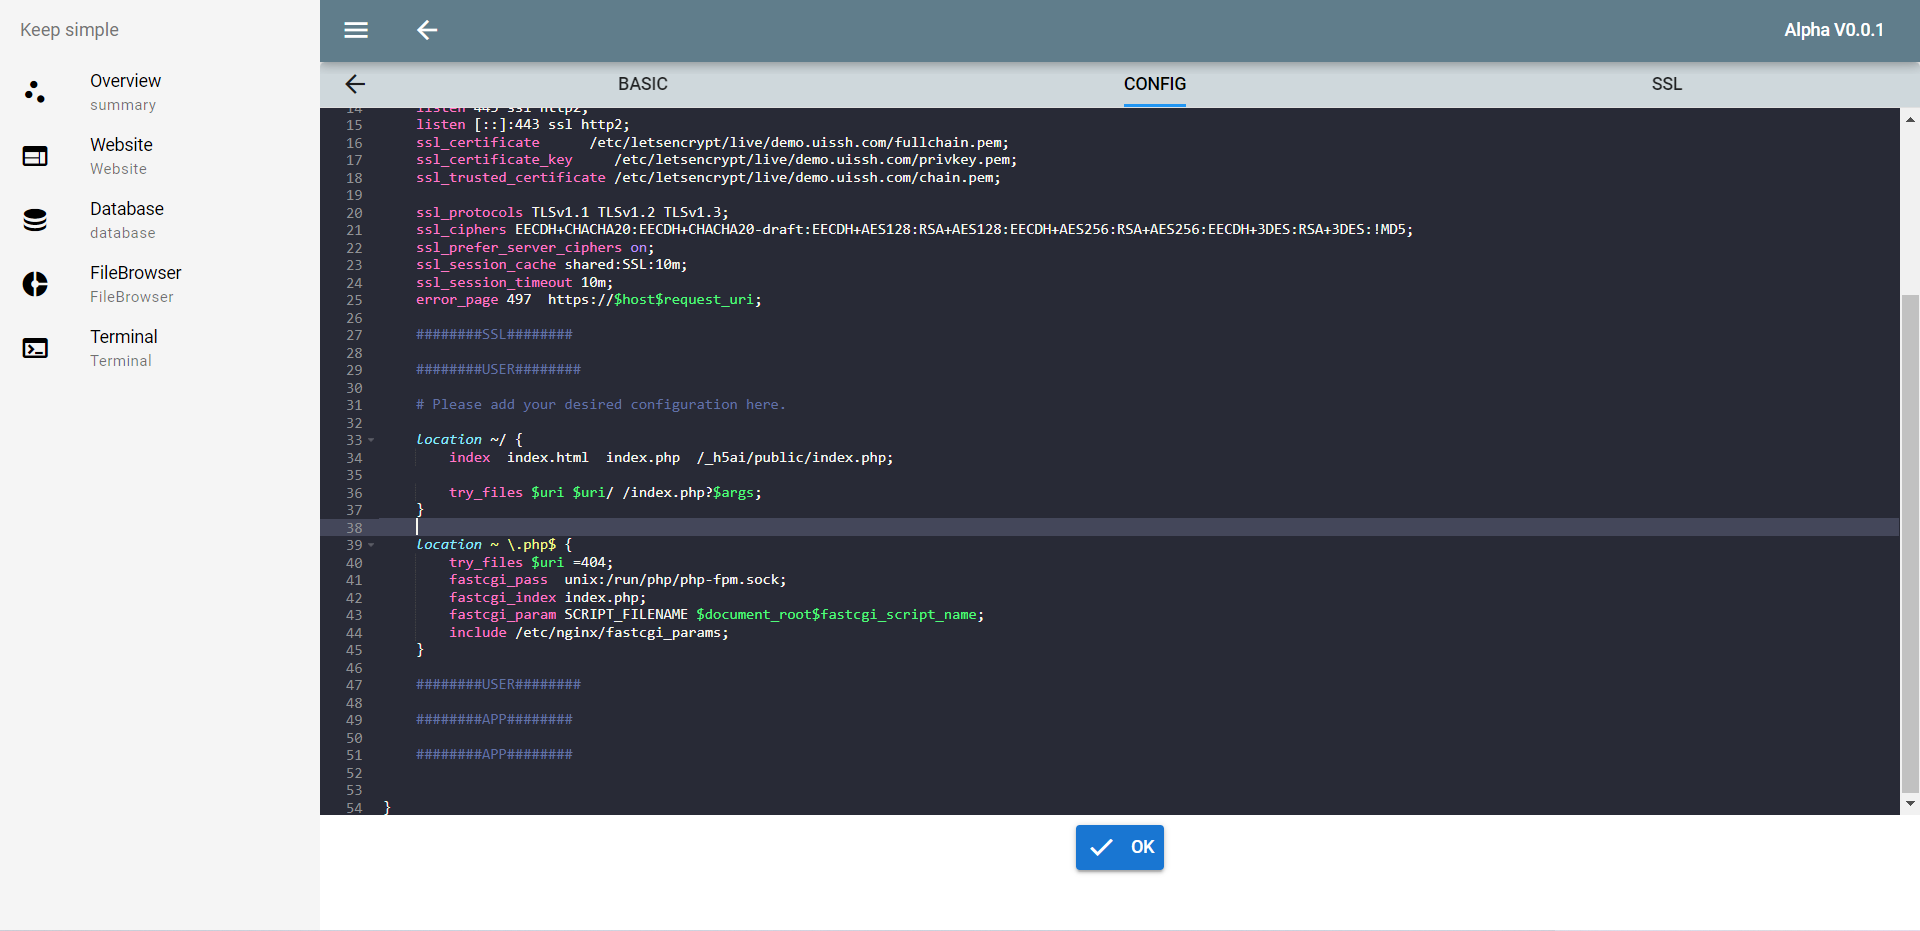 Keep simple
Overview
summary
Website
Website
Database
database
FileBrowser
FileBrowser
Terminal
Terminal
Alpha V0.0.1
BASIC CONFIG SSL
14 listen 443 ssl http2;
15 listen [::]:443 ssl http2;
16 ssl_certificate      /etc/letsencrypt/live/demo.uissh.com/fullchain.pem;
17 ssl_certificate_key     /etc/letsencrypt/live/demo.uissh.com/privkey.pem;
18 ssl_trusted_certificate /etc/letsencrypt/live/demo.uissh.com/chain.pem;
19
20 ssl_protocols TLSv1.1 TLSv1.2 TLSv1.3;
21 ssl_ciphers EECDH+CHACHA20:EECDH+CHACHA20-draft:EECDH+AES128:RSA+AES128:EECDH+AES256:RSA+AES256:EECDH+3DES:RSA+3DES:!MD5;
22 ssl_prefer_server_ciphers on;
23 ssl_session_cache shared:SSL:10m;
24 ssl_session_timeout 10m;
25 error_page 497  https://$host$request_uri;
26
27 ########SSL########
28
29 ########USER########
30
31 # Please add your desired configuration here.
32
33 location ~/ {
34     index  index.html  index.php  /_h5ai/public/index.php;
35
36     try_files $uri $uri/ /index.php?$args;
37 }
38
39 location ~ \.php$ {
40     try_files $uri =404;
41     fastcgi_pass  unix:/run/php/php-fpm.sock;
42     fastcgi_index index.php;
43     fastcgi_param SCRIPT_FILENAME $document_root$fastcgi_script_name;
44     include /etc/nginx/fastcgi_params;
45 }
46
47 ########USER########
48
49 ########APP########
50
51 ########APP########
52
53
54 }
OK